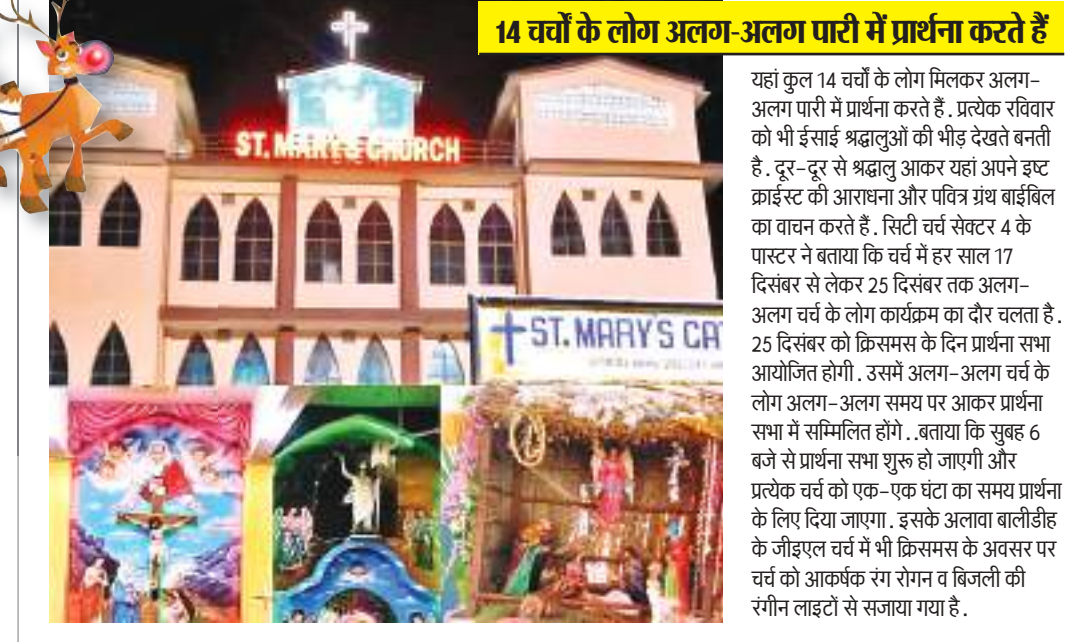 14 चर्चों के लोग अलग-अलग पारी में प्रार्थना करते हैं
ST. MARY'S CHURCH
ST. MARY'S CA
यहां कुल 14 चर्चों के लोग मिलकर अलग-
अलग पारी में प्रार्थना करते हैं . प्रत्येक रविवार
को भी ईसाई श्रद्धालुओं की भीड़ देखते बनती
है . दूर-दूर से श्रद्धालु आकर यहां अपने इष्ट
क्राईस्ट की आराधना और पवित्र ग्रंथ बाईबिल
का वाचन करते हैं . सिटी चर्च सेक्टर 4 के
पास्टर ने बताया कि चर्च में हर साल 17
दिसंबर से लेकर 25 दिसंबर तक अलग-
अलग चर्च के लोग कार्यक्रम का दौर चलता है .
25 दिसंबर को क्रिसमस के दिन प्रार्थना सभा
आयोजित होगी . उसमें अलग-अलग चर्च के
लोग अलग-अलग समय पर आकर प्रार्थना
सभा में सम्मिलित होंगे . .बताया कि सुबह 6
बजे से प्रार्थना सभा शुरू हो जाएगी और
प्रत्येक चर्च को एक-एक घंटा का समय प्रार्थना
के लिए दिया जाएगा . इसके अलावा बालीडीह
के जीइएल चर्च में भी क्रिसमस के अवसर पर
चर्च को आकर्षक रंग रोगन व बिजली की
रंगीन लाइटों से सजाया गया है .